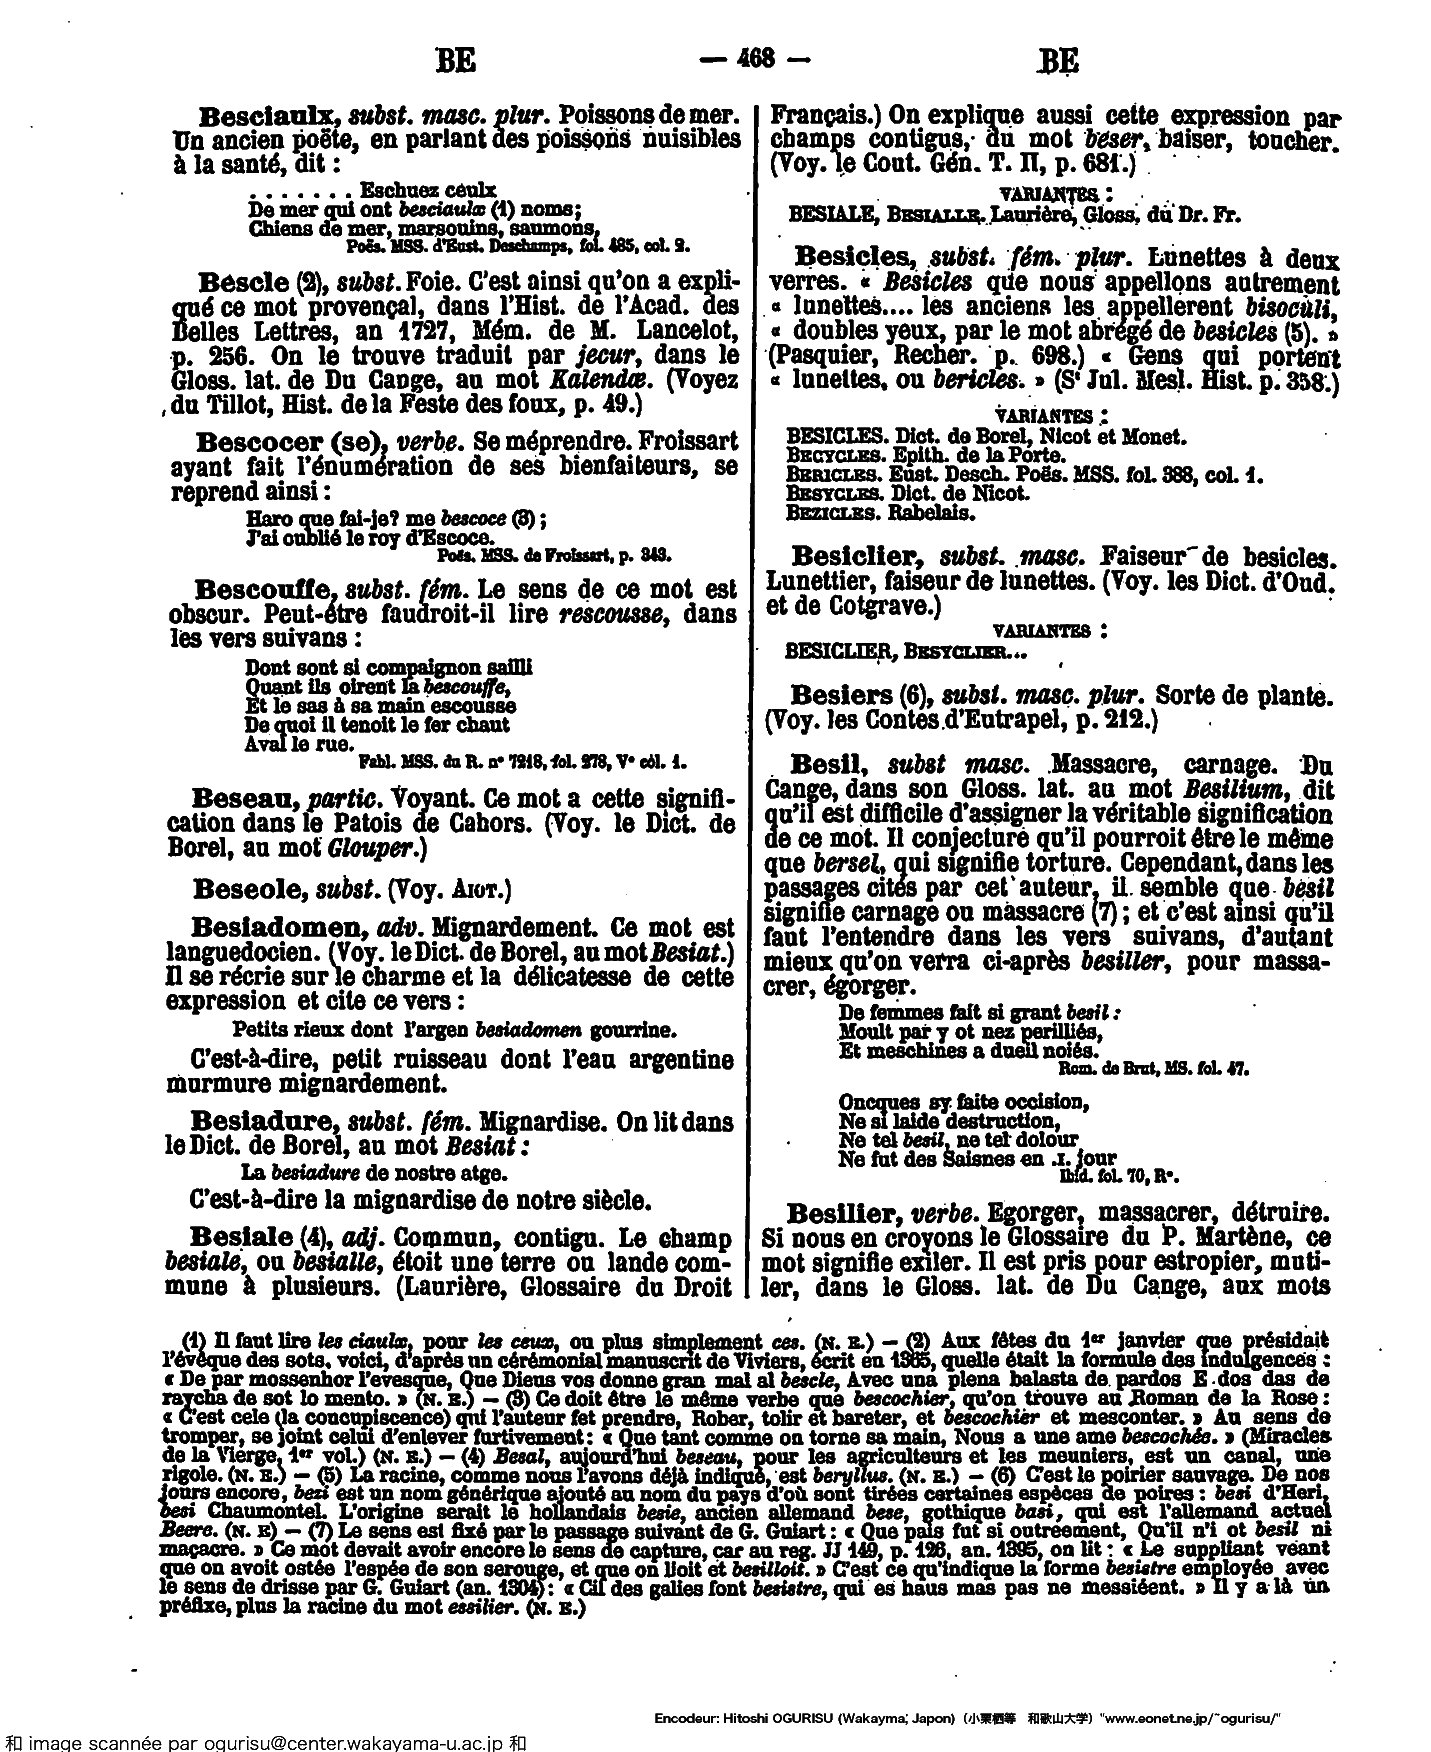 BE — 468 — BE
Besciaulx, subst. masc. plur. Poissons de mer.
Un ancien poëte, en parlant des poissons nuisibles
à la santé, dit :
. . . . . . . Eschuez ceulx
De mer qui ont besciaulx (1) noms;
Chiens de mer, marsouins, saumons,
Poës. MSS. d'Eust. Deschamps, fol. 485, col. 2.
Bescle (2), subst. Foie. C'est ainsi qu'on a expli-
qué ce mot provençal, dans l'Hist. de l'Acad. des
Belles Lettres, an 1727, Mém. de M. Lancelot,
p. 256. On le trouve traduit par jecur, dans le
Gloss. lat. de Du Cange, au mot Kalendæ. (Voyez
du Tillot, Hist. de la Feste des foux, p. 49.)
Bescocer (se), verbe. Se méprendre. Froissart
ayant fait l'énumération de ses bienfaiteurs, se
reprend ainsi :
Haro que fai-je? me bescoce (3) ;
J'ai oublié le roy d'Escoce.
Poës. MSS. de Froissart, p. 343.
Bescouffe, subst. fém. Le sens de ce mot est
obscur. Peut-être faudroit-il lire rescousse, dans
les vers suivans :
Dont sont si compaignon sailli
Quant ils oirent la bescouffe,
Et le sas à sa main escousse
De quoi il tenoit le fer chaut
Aval le rue.
Fabl. MSS. du R. n° 7218, fol. 278, V° col. 1.
Beseau, partic. Voyant. Ce mot a cette signifi-
cation dans le Patois de Cahors. (Voy. le Dict. de
Borel, au mot Glouper.)
Beseole, subst. (Voy. AIOT.)
Besiadomen, adv. Mignardement. Ce mot est
languedocien. (Voy. le Dict. de Borel, au mot Besiat.)
Il se récrie sur le charme et la délicatesse de cette
expression et cite ce vers :
Petits rieux dont l'argen besiadomen gourrine.
C'est-à-dire, petit ruisseau dont l'eau argentine
murmure mignardement.
Besiadure, subst. fém. Mignardise. On lit dans
le Dict. de Borel, au mot Besiat :
La besiadure de nostre atge.
C'est-à-dire la mignardise de notre siècle.
Besiale (4), adj. Commun, contigu. Le champ
besiale, ou besialle, étoit une terre ou lande com-
mune à plusieurs. (Laurière, Glossaire du Droit
Français.) On explique aussi cette expression par
champs contigus, du mot beser, baiser, toucher.
(Voy. le Cout. Gén. T. II, p. 681.)
VARIANTES :
BESIALE, BESIALLE. Laurière, Gloss. du Dr. Fr.
Besicles, subst. fém. plur. Lunettes à deux
verres. « Besicles que nous appellons autrement
« lunettes.... les anciens les appellerent bisoculi,
« doubles yeux, par le mot abrégé de besicles (5). »
(Pasquier, Recher. p. 698.) « Gens qui portent
« lunettes, ou bericles. » (St Jul. Mesl. Hist. p. 358.)
VARIANTES :
BESICLES. Dict. de Borel, Nicot et Monet.
BECYCLES. Epith. de la Porte.
BERICLES. Eust. Desch. Poës. MSS. fol. 388, col. 1.
BESYCLES. Dict. de Nicot.
BEZICLES. Rabelais.
Besiclier, subst. masc. Faiseur de besicles.
Lunettier, faiseur de lunettes. (Voy. les Dict. d'Oud.
et de Cotgrave.)
VARIANTES :
BESICLIER, BESYCLIER...
Besiers (6), subst. masc. plur. Sorte de plante.
(Voy. les Contes d'Eutrapel, p. 212.)
Besil, subst masc. Massacre, carnage. Du
Cange, dans son Gloss. lat. au mot Besilium, dit
qu'il est difficile d'assigner la véritable signification
de ce mot. Il conjecture qu'il pourroit être le même
que bersel, qui signifie torture. Cependant, dans les
passages cités par cet auteur, il semble que besil
signifie carnage ou massacre (7) ; et c'est ainsi qu'il
faut l'entendre dans les vers suivans, d'autant
mieux qu'on verra ci-après besiller, pour massa-
crer, égorger.
De femmes fait si grant besil :
Moult par y ot nez perilliés,
Et meschines a dueil noiés.
Rom. de Brut, MS. fol. 47.
Oncques sy faite occision,
Ne si laide destruction,
Ne tel besil, ne tel dolour
Ne fut des Saisnes en .I. jour
Ibid. fol. 70, R°.
Besilier, verbe. Egorger, massacrer, détruire.
Si nous en croyons le Glossaire du P. Martène, ce
mot signifie exiler. Il est pris pour estropier, muti-
ler, dans le Gloss. lat. de Du Cange, aux mots
(1) Il faut lire les ciaulx, pour les ceux, ou plus simplement ces. (N. E.) — (2) Aux fêtes du 1er janvier que présidait
l'évêque des sots, voici, d'après un cérémonial manuscrit de Viviers, écrit en 1365, quelle était la formule des indulgences :
« De par mossenhor l'evesque, Que Dieus vos donne gran mal al bescle, Avec una plena balasta de pardos E dos das de
raycha de sot lo mento. » (N. E.) — (3) Ce doit être le même verbe que bescochier, qu'on trouve au Roman de la Rose :
« C'est cele (la concupiscence) qui l'auteur fet prendre, Rober, tolir et bareter, et bescochier et mesconter. » Au sens de
tromper, se joint celui d'enlever furtivement : « Que tant comme on torne sa main, Nous a une ame bescochés. » (Miracles
de la Vierge, 1er vol.) (N. E.) — (4) Besal, aujourd'hui beseau, pour les agriculteurs et les meuniers, est un canal, une
rigole. (N. E.) — (5) La racine, comme nous l'avons déjà indiqué, est beryllus. (N. E.) — (6) C'est le poirier sauvage. De nos
jours encore, bezi est un nom générique ajouté au nom du pays d'où sont tirées certaines espèces de poires : besi d'Heri,
besi Chaumontel. L'origine serait le hollandais besie, ancien allemand bese, gothique basi, qui est l'allemand actuel
Beere. (N. E) — (7) Le sens est fixé par le passage suivant de G. Guiart : « Que païs fut si outreement, Qu'il n'i ot besil ni
maçacre. » Ce mot devait avoir encore le sens de capture, car au reg. JJ 149, p. 126, an. 1395, on lit : « Le suppliant veant
que on avoit ostée l'espée de son serouge, et que on lioit et besilloit. » C'est ce qu'indique la forme besistre employée avec
le sens de drisse par G. Guiart (an. 1304) : « Cil des galies font besistre, qui es haus mas pas ne messiéent. » Il y a là un
préfixe, plus la racine du mot essilier. (N. E.)
Encodeur: Hitoshi OGURISU (Wakayma, Japon) (小栗栖等 和歌山大学) "www.eonet.ne.jp/~ogurisu/"
和 image scannée par ogurisu@center.wakayama-u.ac.jp 和